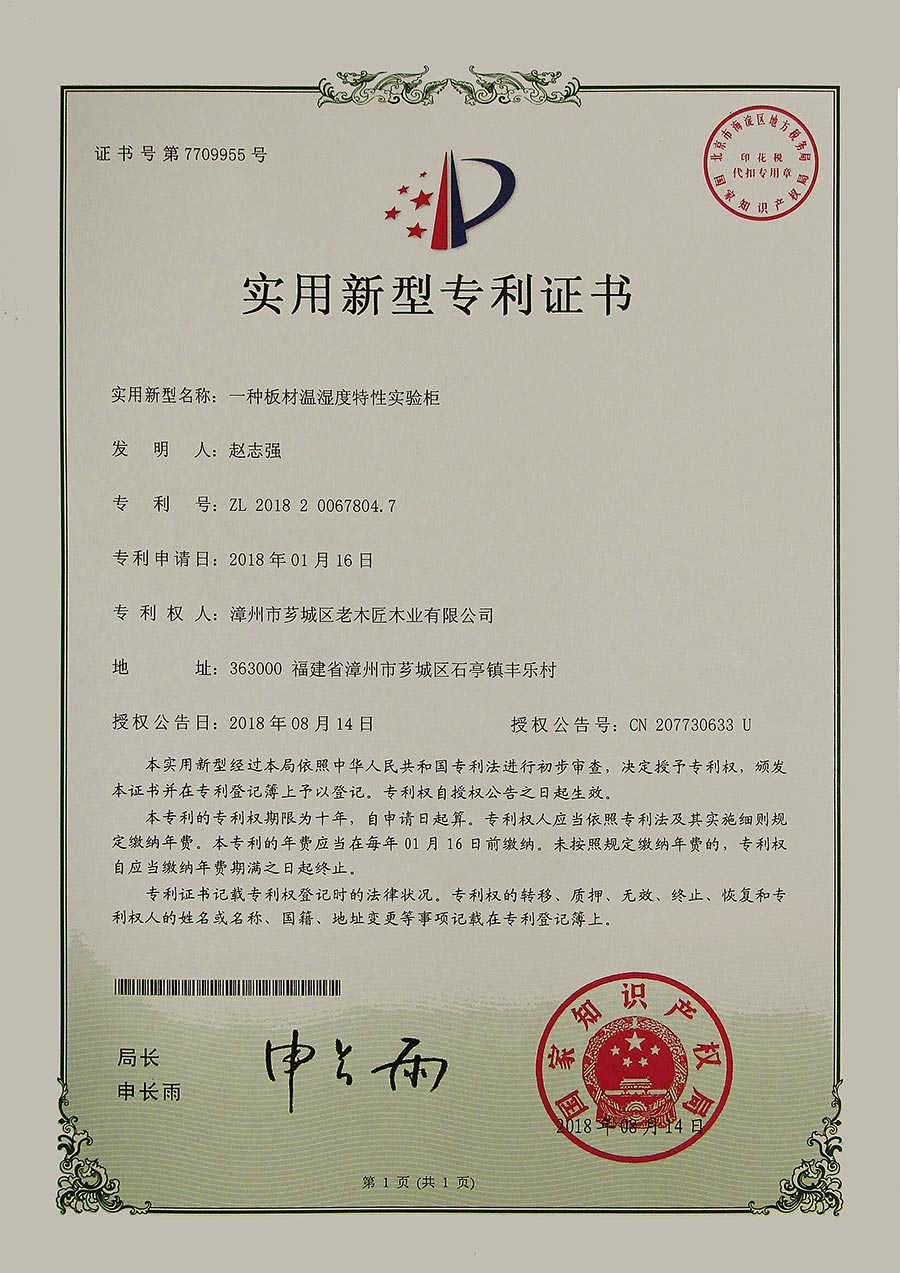 证书号第7709955号
北京市海淀区地方税务局
印花税
代扣专用章
国家知识产权局
实用新型专利证书
实用新型名称：一种板材温湿度特性实验柜
发明人：赵志强
专利号：ZL 2018 2 0067804.7
专利申请日：2018年01月16日
专利权人：漳州市芗城区老木匠木业有限公司
地址：363000 福建省漳州市芗城区石亭镇丰乐村
授权公告日：2018年08月14日 授权公告号：CN 207730633 U
本实用新型经过本局依照中华人民共和国专利法进行初步审查，决定授予专利权，颁发
本证书并在专利登记簿上予以登记。专利权自授权公告之日起生效。
本专利的专利权期限为十年，自申请日起算。专利权人应当依照专利法及其实施细则规
定缴纳年费。本专利的年费应当在每年01月16日前缴纳。未按照规定缴纳年费的，专利权
自应当缴纳年费期满之日起终止。
专利证书记载专利权登记时的法律状况。专利权的转移、质押、无效、终止、恢复和专
利权人的姓名或名称、国籍、地址变更等事项记载在专利登记簿上。
局长
申长雨
申长雨
国家知识产权局
2018年08月14日
第 1 页 (共 1 页)